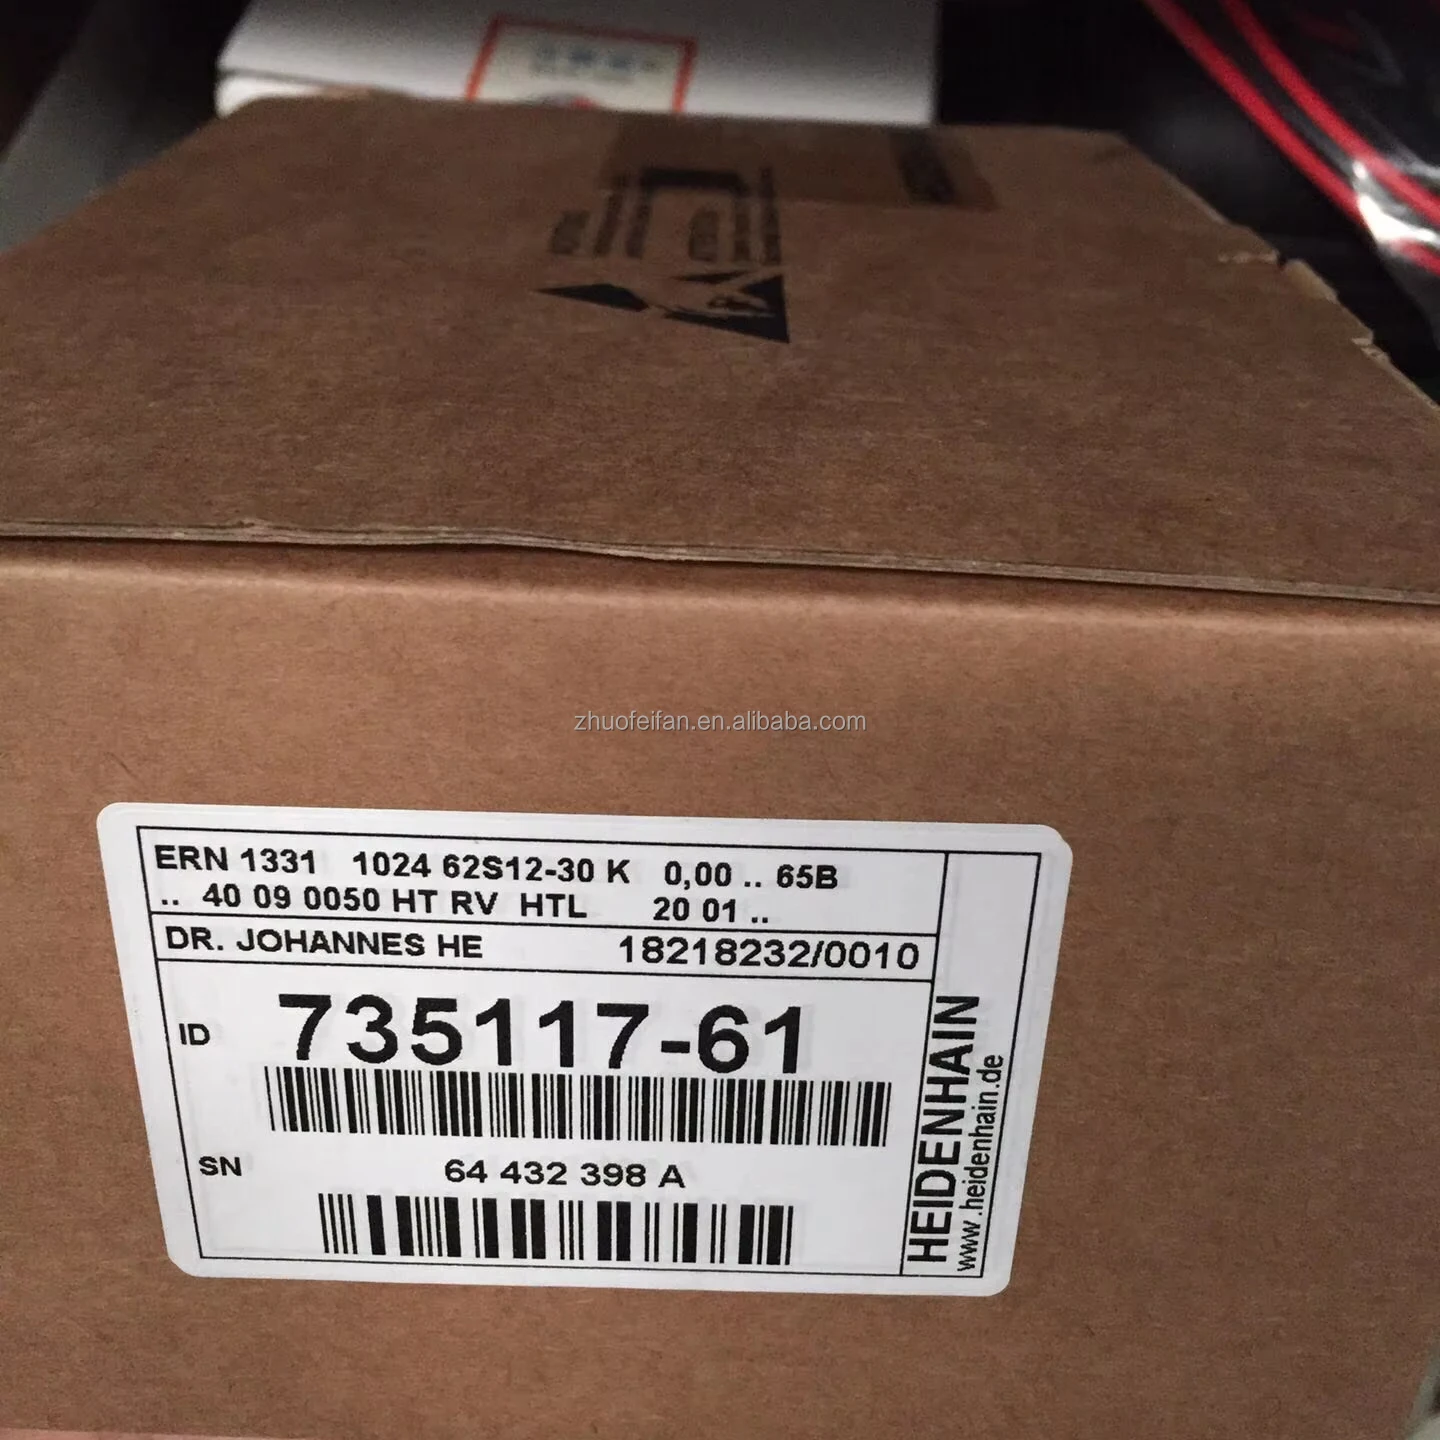 zhuofeifan.en.alibaba.com
ERN 1331 1024 62S12-30 K 0,00 .. 65B
.. 40 09 0050 HT RV HTL 20 01 ..
DR. JOHANNES HE 18218232/0010
ID 735117-61
SN 64 432 398 A
HEIDENHAIN
www.heidenhain.de